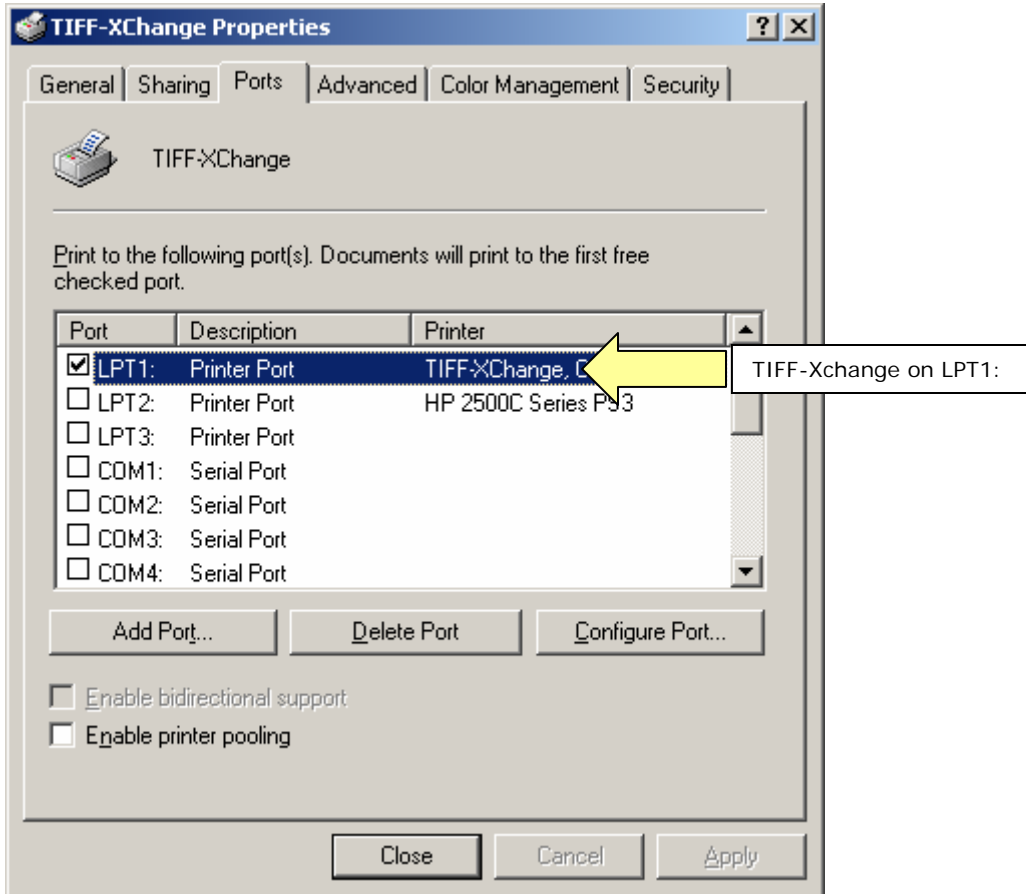 TIFF-XChange Properties
General Sharing Ports Advanced Color Management Security
TIFF-XChange
Print to the following port(s). Documents will print to the first free
checked port.
Port Description Printer
LPT1: Printer Port TIFF-XChange,
TIFF-Xchange on LPT1:
LPT2: Printer Port HP 2500C Series PS3
LPT3: Printer Port
COM1: Serial Port
COM2: Serial Port
COM3: Serial Port
COM4: Serial Port
Add Port... Delete Port Configure Port...
Enable bidirectional support
Enable printer pooling
Close Cancel Apply